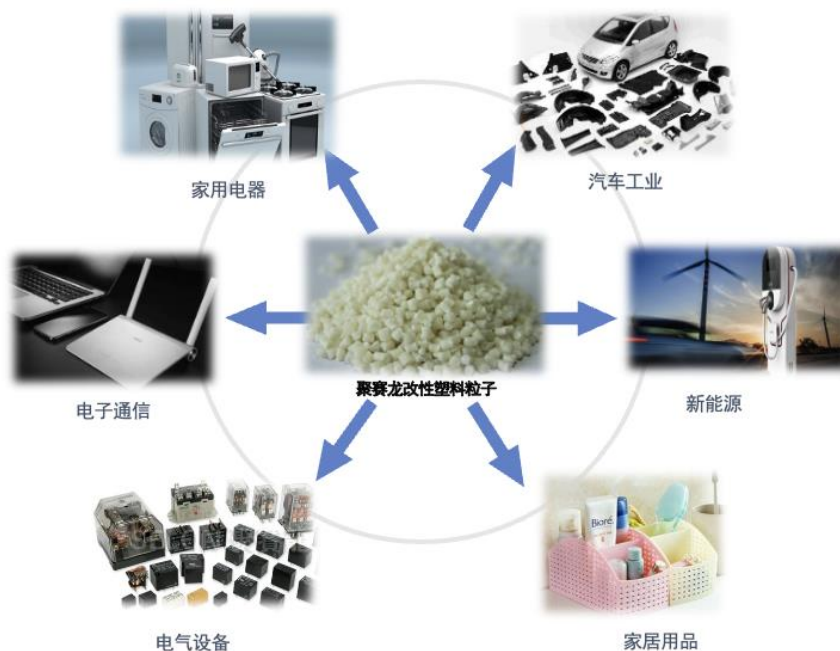 家用电器
汽车工业
聚赛龙改性塑料粒子
电子通信
新能源
Bioré
电气设备
家居用品